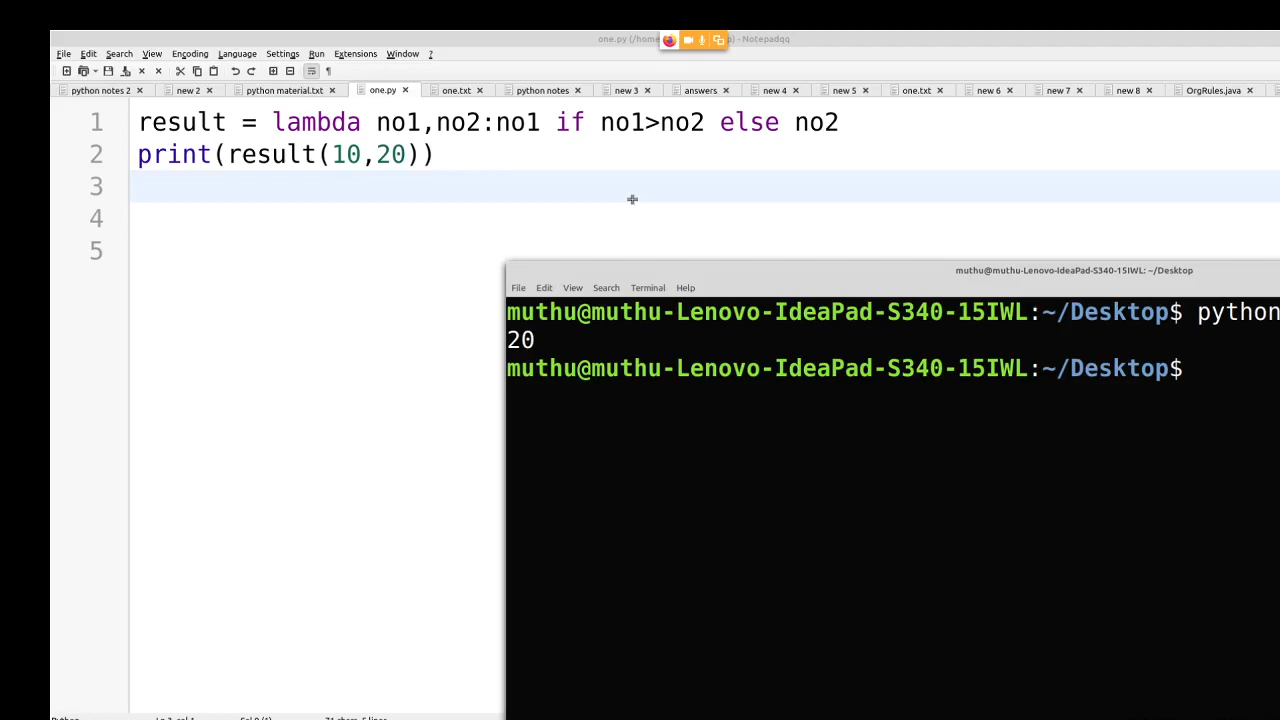 one.py (/home p) - Notepadqq
File Edit Search View Encoding Language Settings Run Extensions Window ?
python notes 2 new 2 python material.txt one.py one.txt python notes new 3 answers new 4 new 5 one.txt new 6 new 7 new 8 OrgRules.java
1 result = lambda no1,no2:no1 if no1>no2 else no2
2 print(result(10,20))
3
4
5
muthu@muthu-Lenovo-IdeaPad-S340-15IWL: ~/Desktop
File Edit View Search Terminal Help
muthu@muthu-Lenovo-IdeaPad-S340-15IWL:~/Desktop$ python
20
muthu@muthu-Lenovo-IdeaPad-S340-15IWL:~/Desktop$